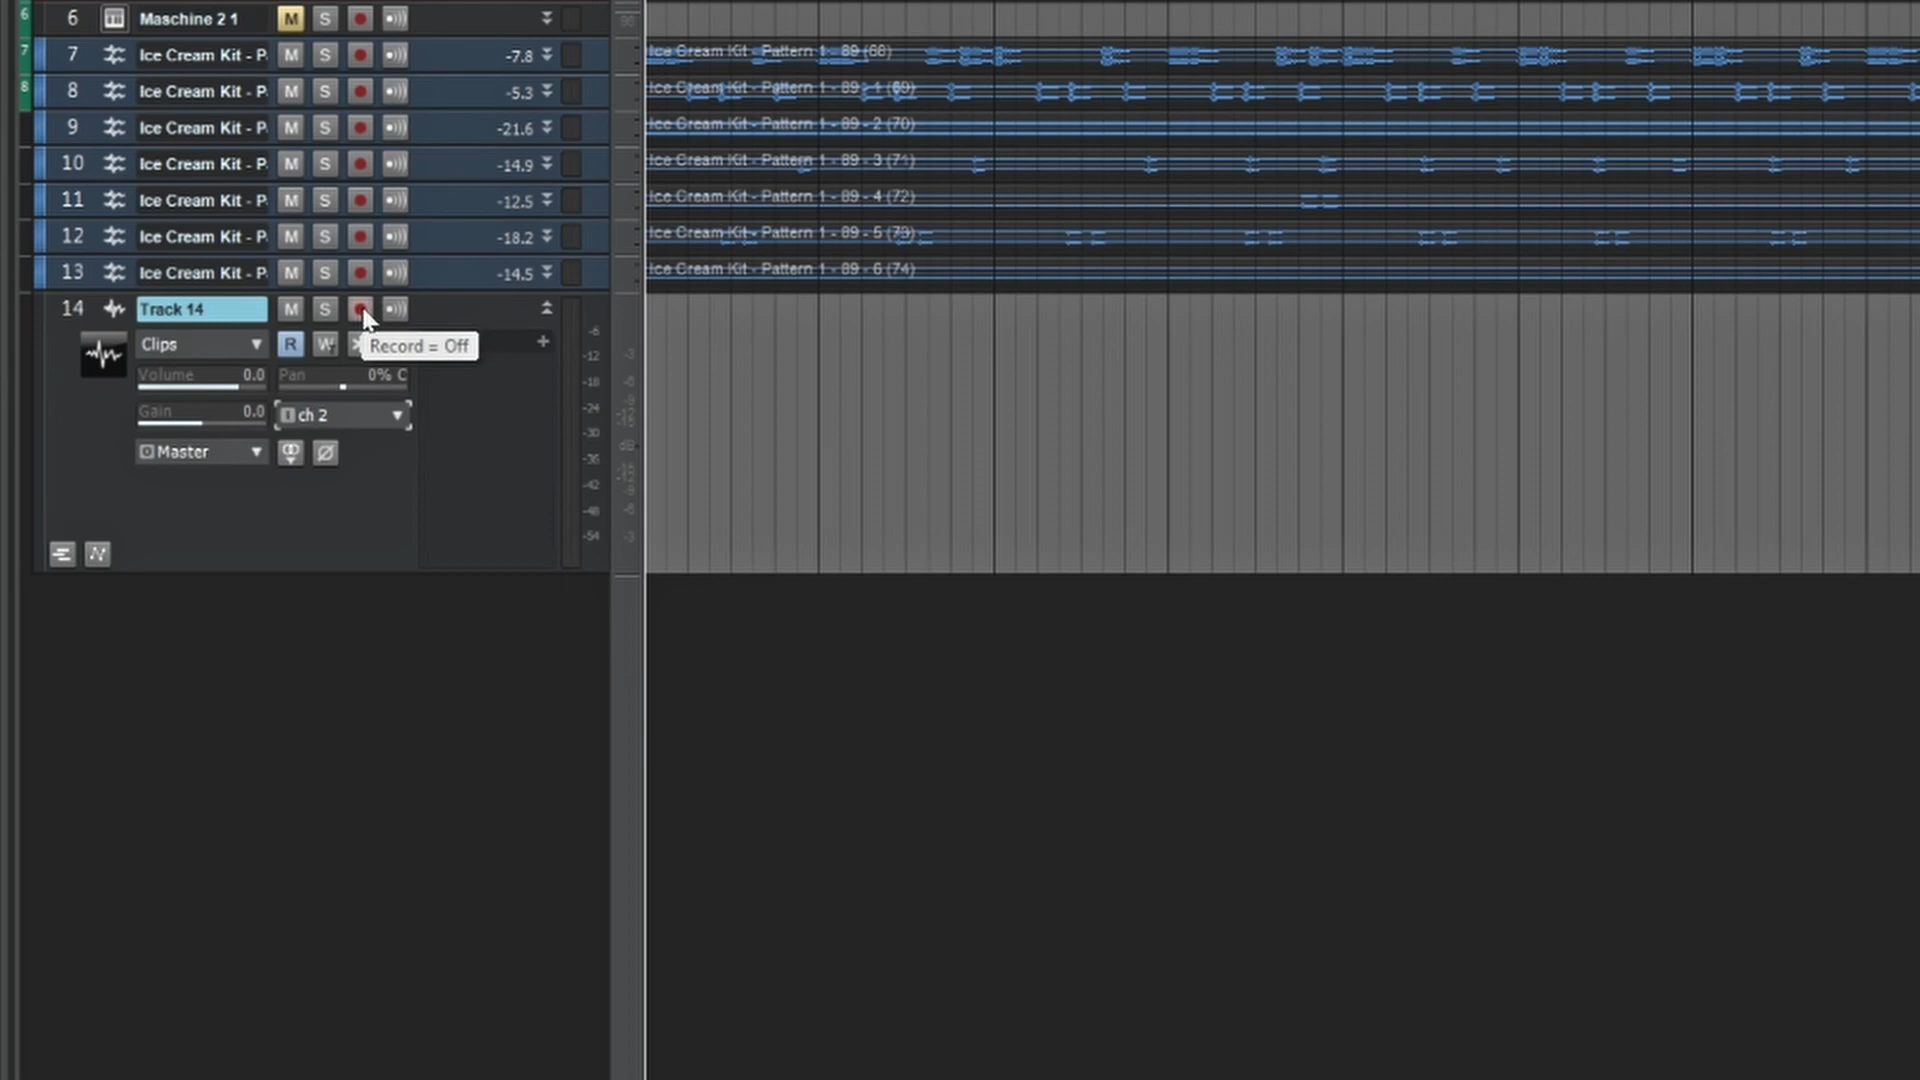 6 6 Maschine 2 1 M S 96
7 7 Ice Cream Kit - P M S -7.8 Ice Cream Kit - Pattern 1 - 89 (68)
8 8 Ice Cream Kit - P M S -5.3 Ice Cream Kit - Pattern 1 - 89 - 1 (69)
9 Ice Cream Kit - P M S -21.6 Ice Cream Kit - Pattern 1 - 89 - 2 (70)
10 Ice Cream Kit - P M S -14.9 Ice Cream Kit - Pattern 1 - 89 - 3 (71)
11 Ice Cream Kit - P M S -12.5 Ice Cream Kit - Pattern 1 - 89 - 4 (72)
12 Ice Cream Kit - P M S -18.2 Ice Cream Kit - Pattern 1 - 89 - 5 (73)
13 Ice Cream Kit - P M S -14.5 Ice Cream Kit - Pattern 1 - 89 - 6 (74)
14 Track 14 M S
Clips R W Record = Off +
Volume 0.0 Pan 0% C
Gain 0.0 ch 2
Master
-6
-12
-18
-24
-30
-36
-42
-48
-54